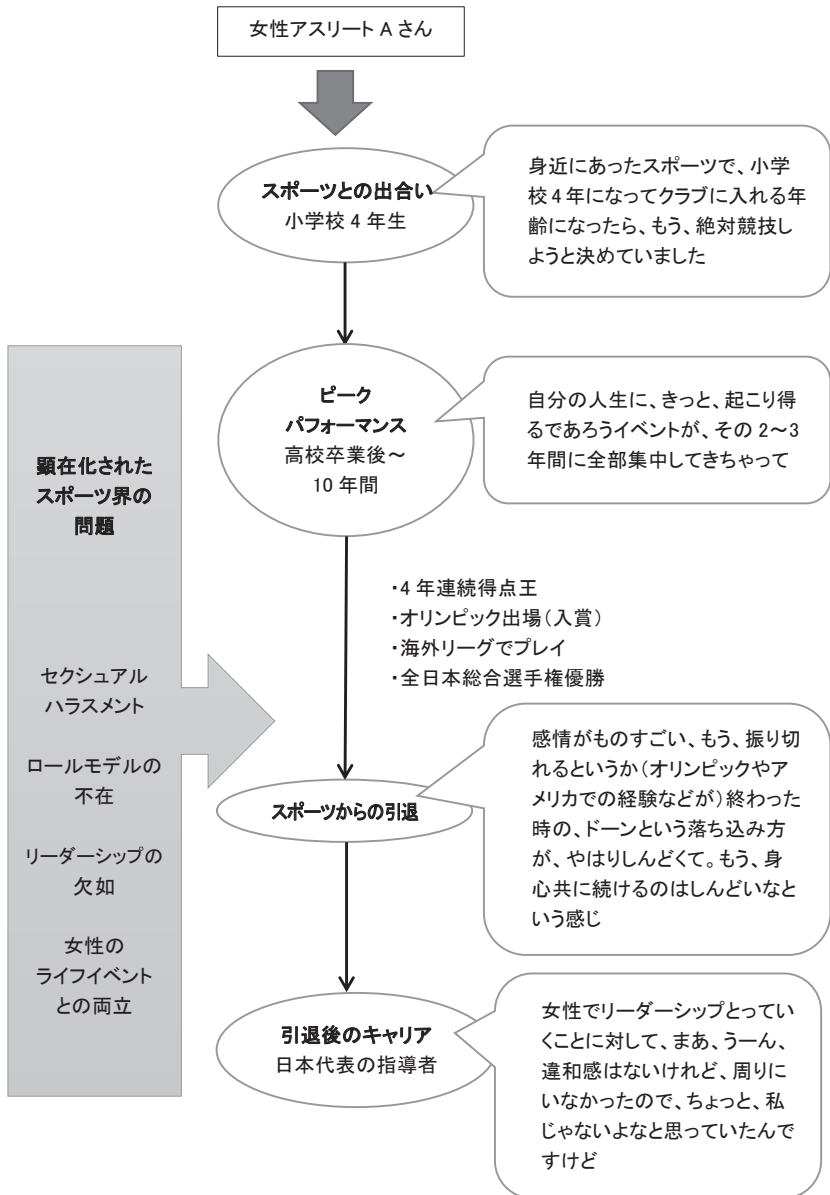 女性アスリート A さん
スポーツとの出合い
小学校 4 年生
身近にあったスポーツで、小学
校 4 年になってクラブに入れる年
齢になったら、もう、絶対競技し
ようと決めていました
ピーク
パフォーマンス
高校卒業後～
10 年間
自分の人生に、きっと、起こり得
るであろうイベントが、その 2～3
年間に全部集中してきちゃって
顕在化された
スポーツ界の
問題
セクシュアル
ハラスメント
ロールモデルの
不在
リーダーシップの
欠如
女性の
ライフイベント
との両立
・4 年連続得点王
・オリンピック出場（入賞）
・海外リーグでプレイ
・全日本総合選手権優勝
スポーツからの引退
感情がものすごい、もう、振り切
れるというか（オリンピックやア
メリカでの経験などが）終わった
時の、ドーンという落ち込み方
が、やはりしんどくて。もう、身
心共に続けるのはしんどいなと
いう感じ
引退後のキャリア
日本代表の指導者
女性でリーダーシップとってい
くことに対して、まあ、うーん、
違和感はないけれど、周りに
いなかったので、ちょっと、私
じゃないよなと思っていたんで
すけど